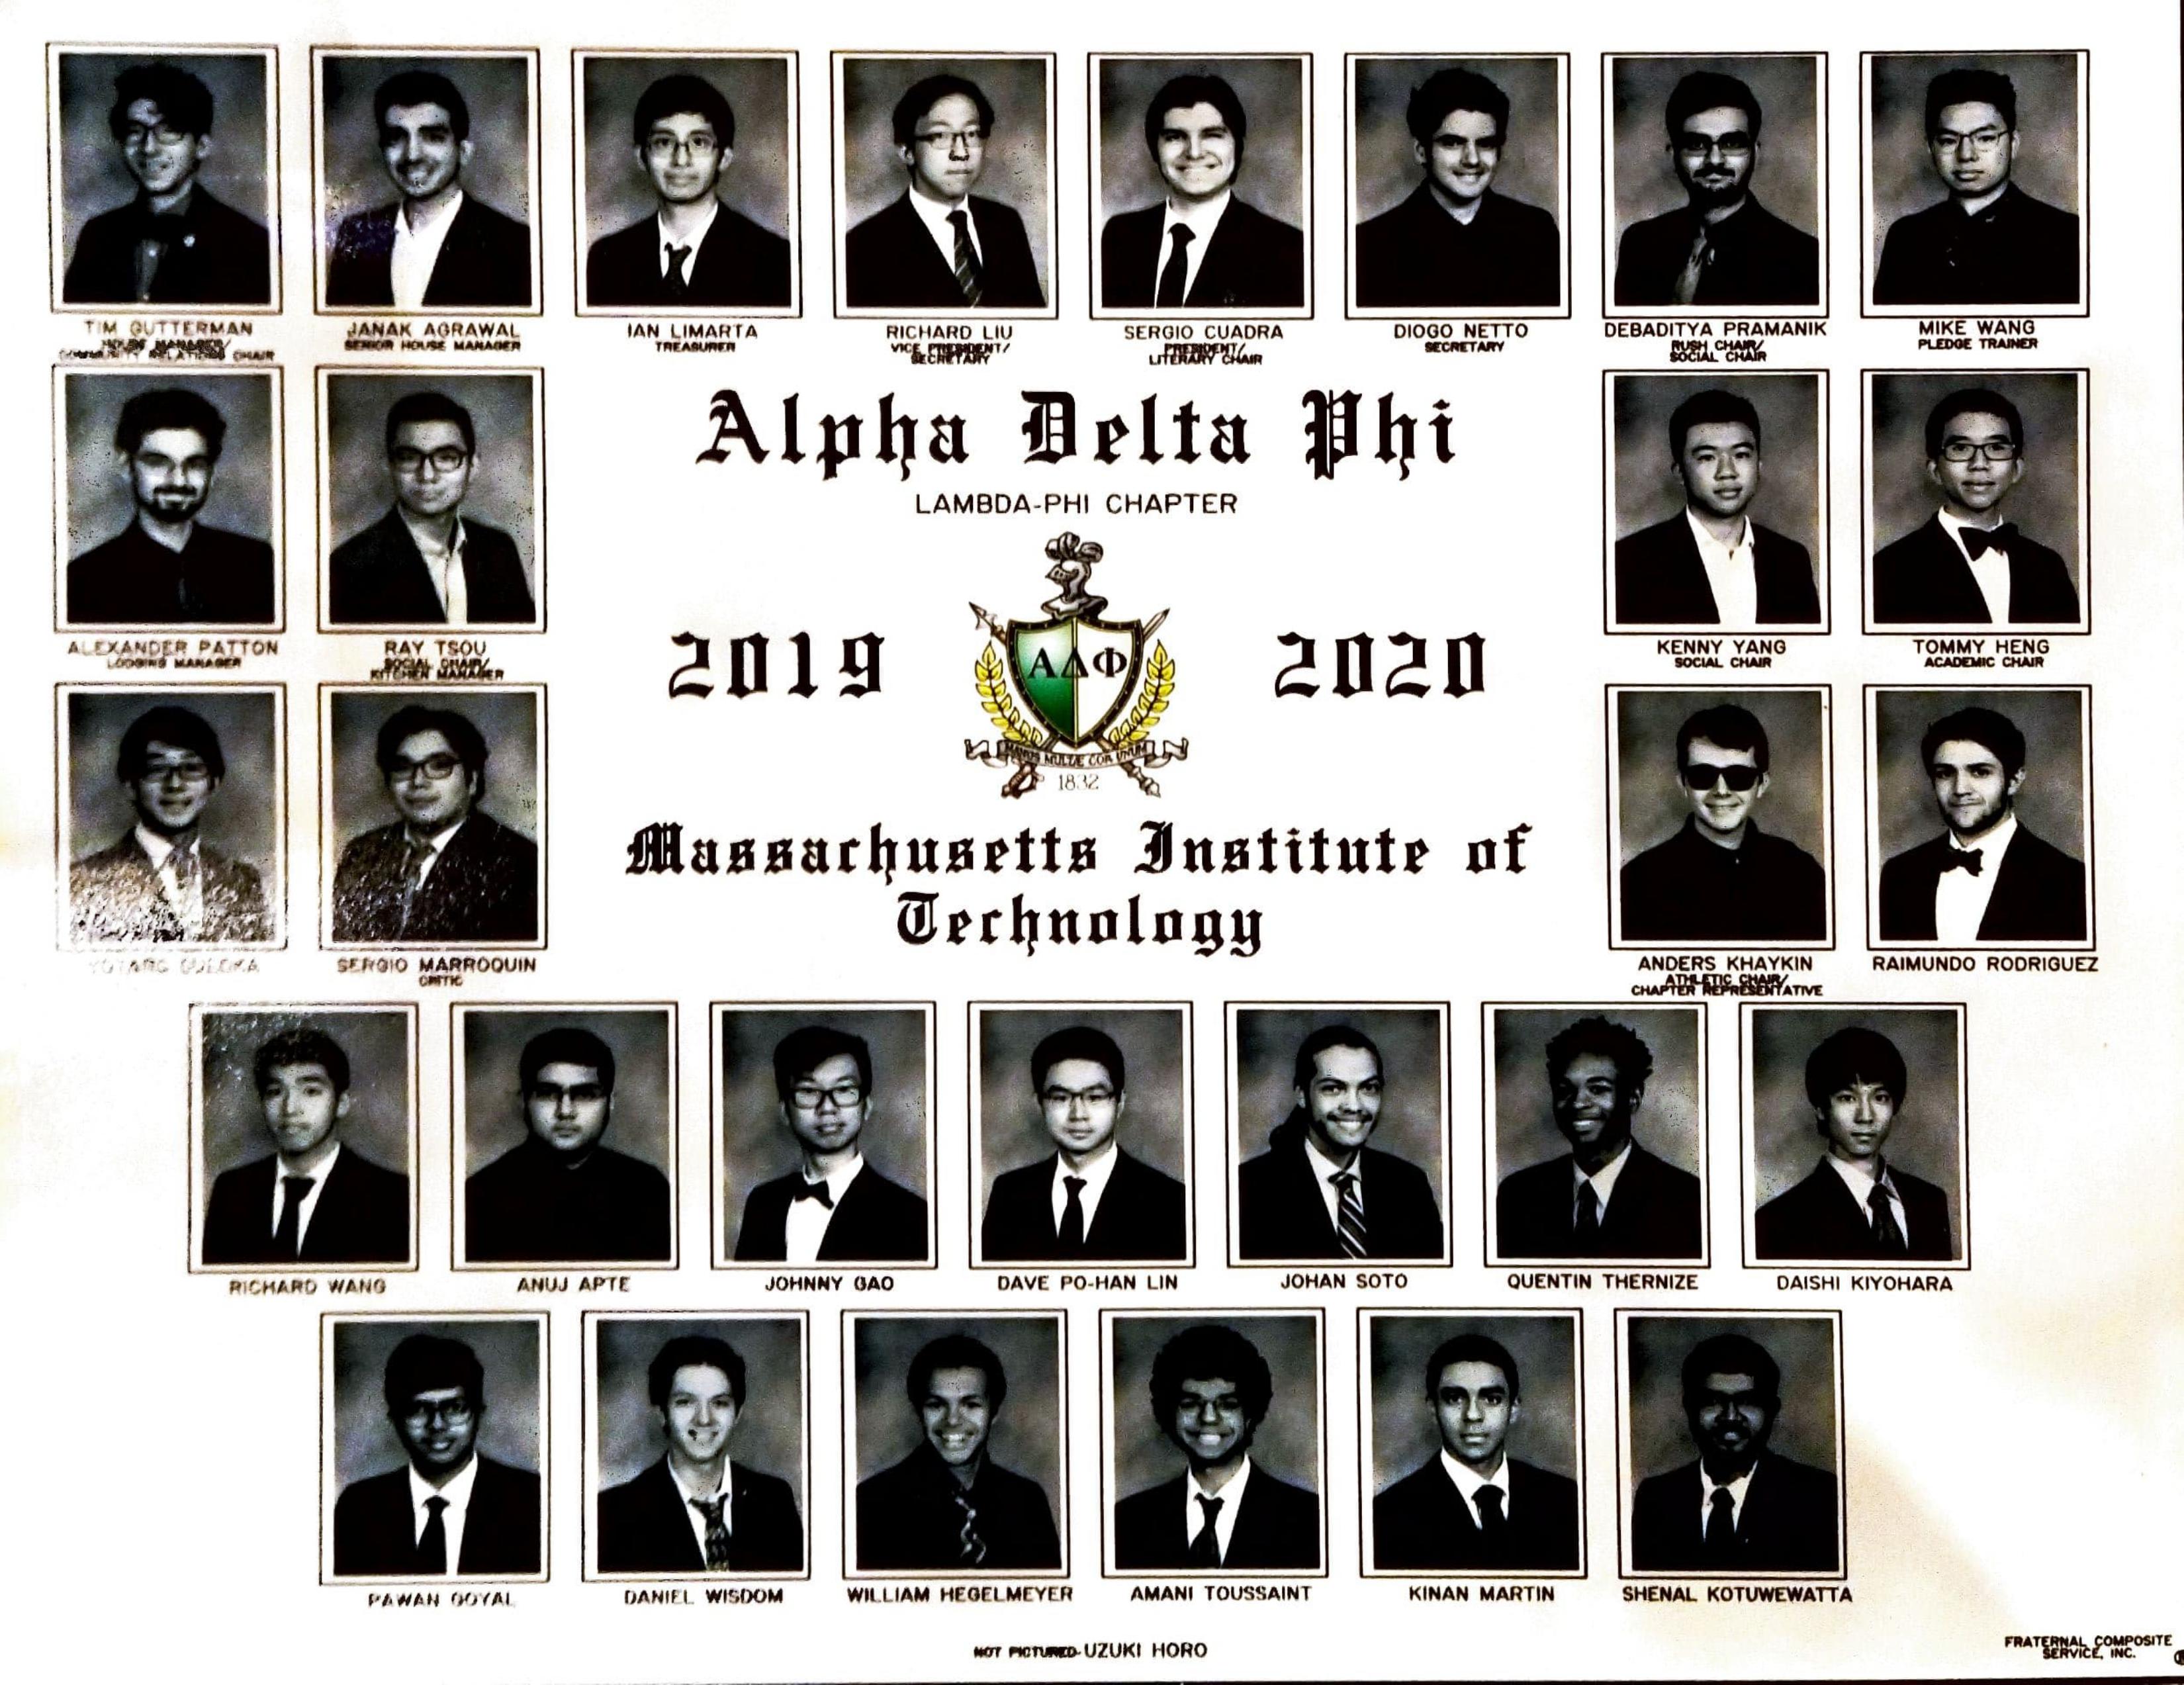 TIM GUTTERMAN
HOUSE MANAGER/
COMMUNITY RELATIONS CHAIR
JANAK AGRAWAL
SENIOR HOUSE MANAGER
IAN LIMARTA
TREASURER
RICHARD LIU
VICE PRESIDENT/
SECRETARY
SERGIO CUADRA
PRESIDENT/
LITERARY CHAIR
DIOGO NETTO
SECRETARY
DEBADITYA PRAMANIK
RUSH CHAIR/
SOCIAL CHAIR
MIKE WANG
PLEDGE TRAINER
Alpha Delta Phi
LAMBDA-PHI CHAPTER
ALEXANDER PATTON
LODGING MANAGER
RAY TSOU
SOCIAL CHAIR/
KITCHEN MANAGER
2019
ΑΔΦ
2020
KENNY YANG
SOCIAL CHAIR
TOMMY HENG
ACADEMIC CHAIR
MANUS MULTÆ COR UNUM
1832
Massachusetts Institute of
Technology
SERGIO MARROQUIN
CRITIC
ANDERS KHAYKIN
ATHLETIC CHAIR/
CHAPTER REPRESENTATIVE
RAIMUNDO RODRIGUEZ
RICHARD WANG
ANUJ APTE
JOHNNY GAO
DAVE PO-HAN LIN
JOHAN SOTO
QUENTIN THERNIZE
DAISHI KIYOHARA
PAWAN GOYAL
DANIEL WISDOM
WILLIAM HEGELMEYER
AMANI TOUSSAINT
KINAN MARTIN
SHENAL KOTUWEWATTA
NOT PICTURED- UZUKI HORO
FRATERNAL COMPOSITE
SERVICE, INC.